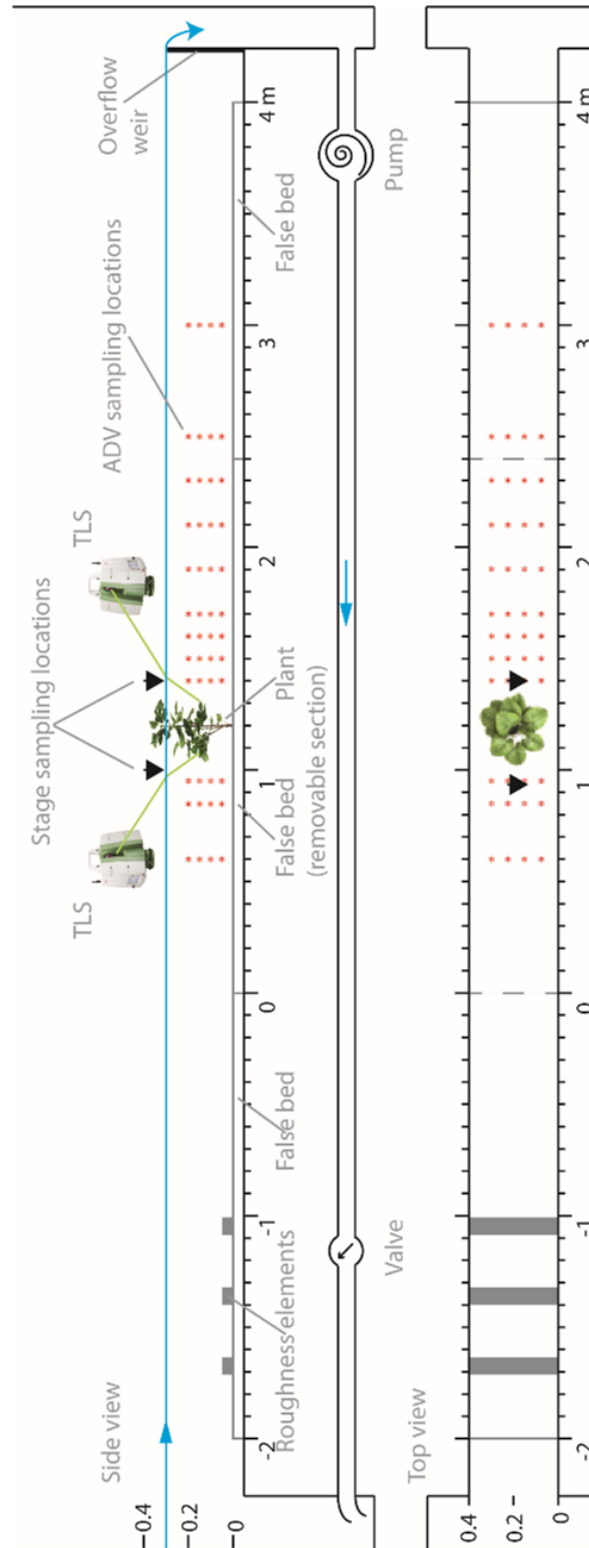 Side view
0.4
0.2
0
TLS
Stage sampling locations
TLS
ADV sampling locations
Overflow
weir
Roughness elements
False bed
False bed
(removable section)
Plant
False bed
-2
-1
0
1
2
3
4 m
Valve
Pump
Top view
0.4
0.2
0
-2
-1
0
1
2
3
4 m